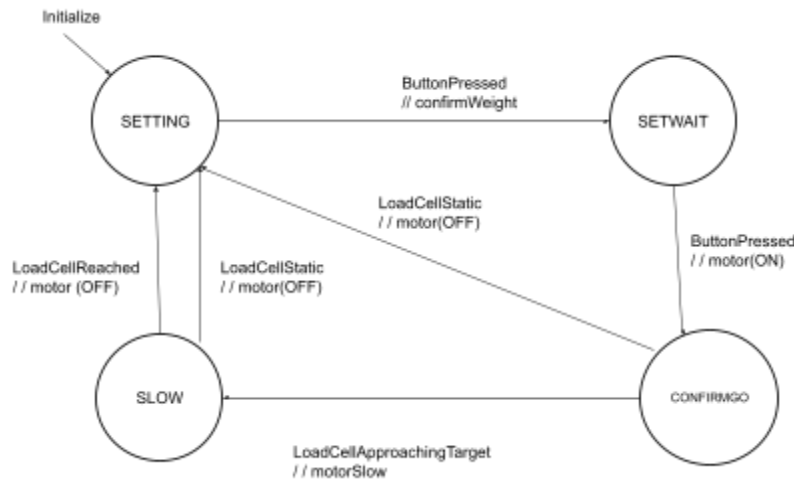 Initialize
ButtonPressed
// confirmWeight
SETTING
SETWAIT
LoadCellStatic
/ / motor(OFF)
ButtonPressed
/ / motor(ON)
LoadCellReached
/ / motor (OFF)
LoadCellStatic
/ / motor(OFF)
SLOW
CONFIRMGO
LoadCellApproachingTarget
/ / motorSlow